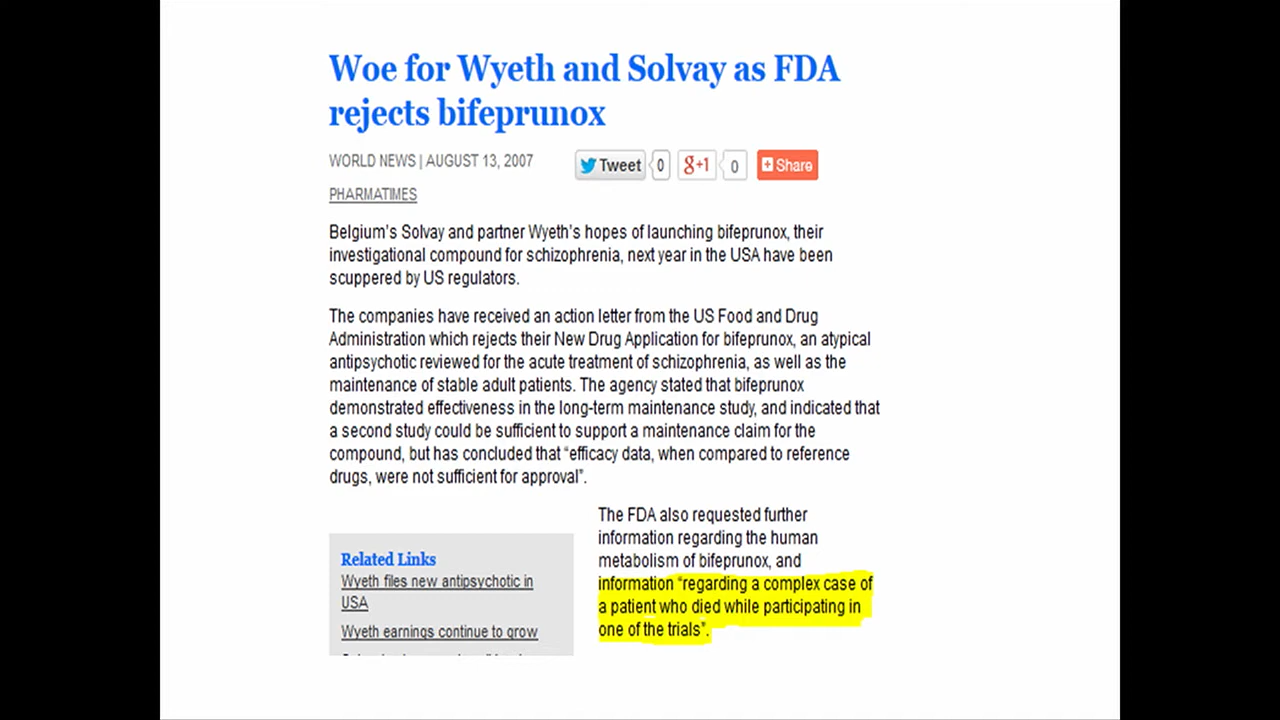 Woe for Wyeth and Solvay as FDA
rejects bifeprunox
WORLD NEWS | AUGUST 13, 2007
Tweet 0 g+1 0 Share
PHARMATIMES
Belgium's Solvay and partner Wyeth's hopes of launching bifeprunox, their
investigational compound for schizophrenia, next year in the USA have been
scuppered by US regulators.
The companies have received an action letter from the US Food and Drug
Administration which rejects their New Drug Application for bifeprunox, an atypical
antipsychotic reviewed for the acute treatment of schizophrenia, as well as the
maintenance of stable adult patients. The agency stated that bifeprunox
demonstrated effectiveness in the long-term maintenance study, and indicated that
a second study could be sufficient to support a maintenance claim for the
compound, but has concluded that “efficacy data, when compared to reference
drugs, were not sufficient for approval”.
The FDA also requested further
information regarding the human
metabolism of bifeprunox, and
information “regarding a complex case of
a patient who died while participating in
one of the trials”.
Related Links
Wyeth files new antipsychotic in
USA
Wyeth earnings continue to grow